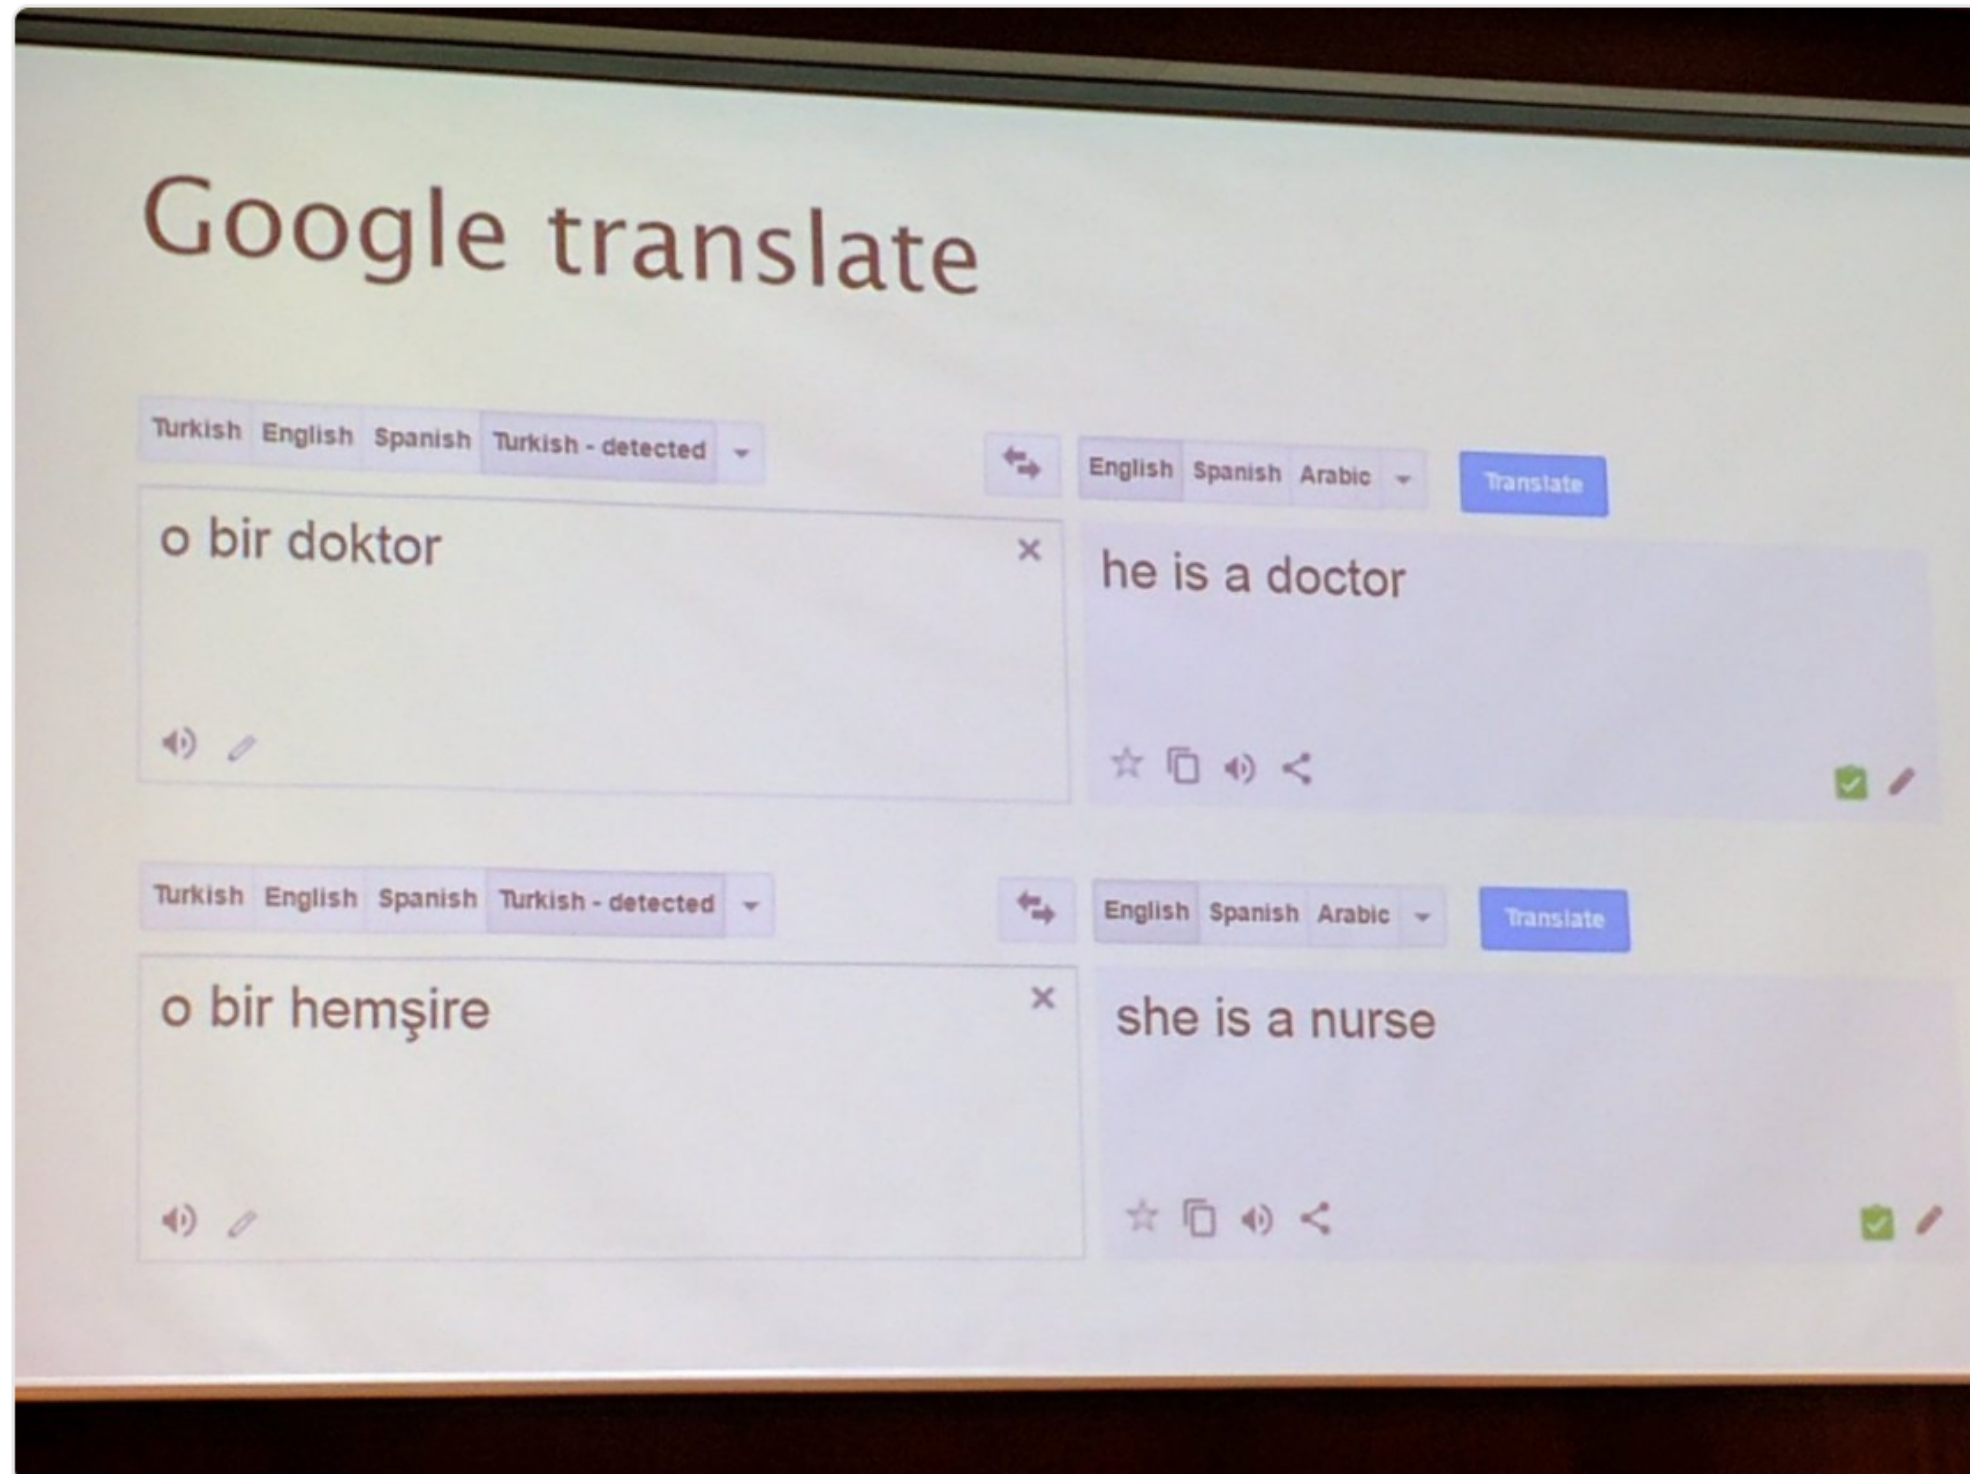 Google translate
Turkish English Spanish Turkish - detected
English Spanish Arabic
Translate
o bir doktor
he is a doctor
Turkish English Spanish Turkish - detected
English Spanish Arabic
Translate
o bir hemşire
she is a nurse